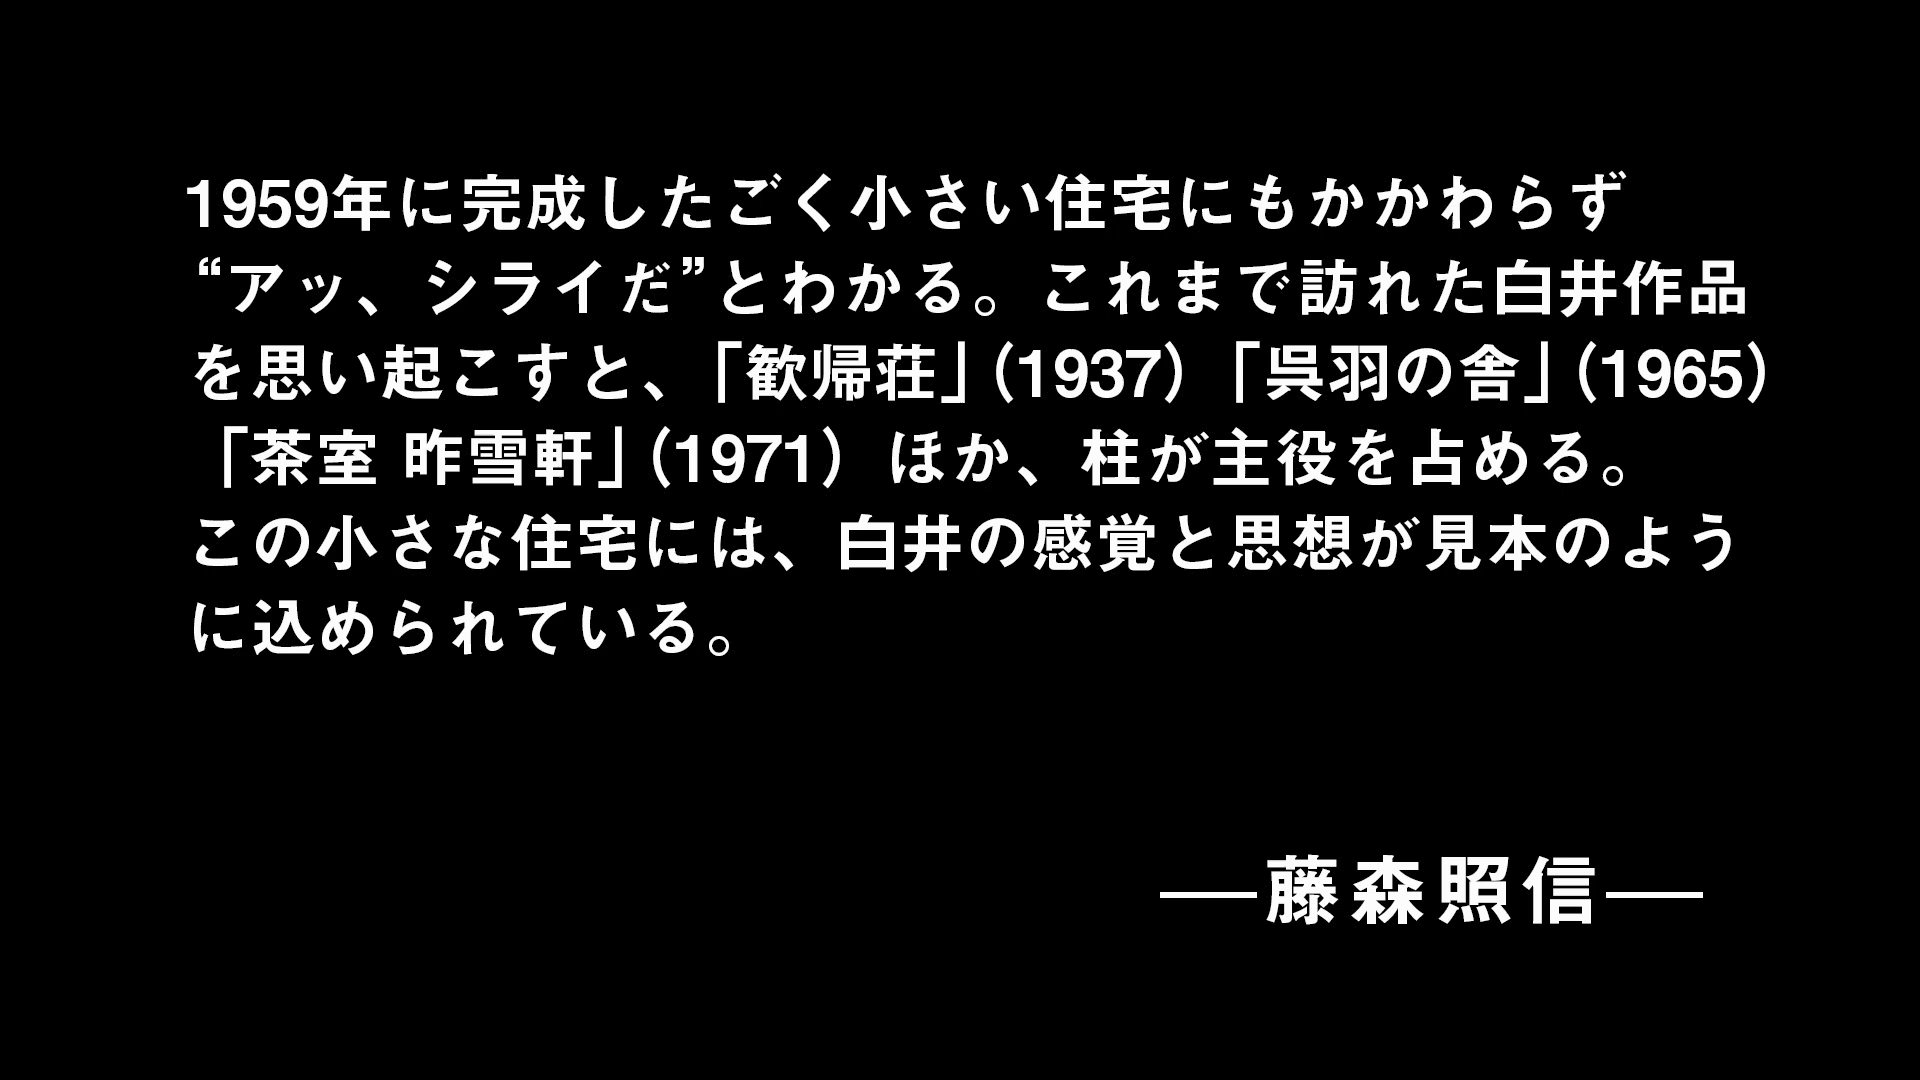 1959年に完成したごく小さい住宅にもかかわらず
“アッ、シライだ”とわかる。これまで訪れた白井作品
を思い起こすと、「歓帰荘」（1937）「呉羽の舎」（1965）
「茶室 昨雪軒」（1971）ほか、柱が主役を占める。
この小さな住宅には、白井の感覚と思想が見本のよう
に込められている。
——藤森照信——